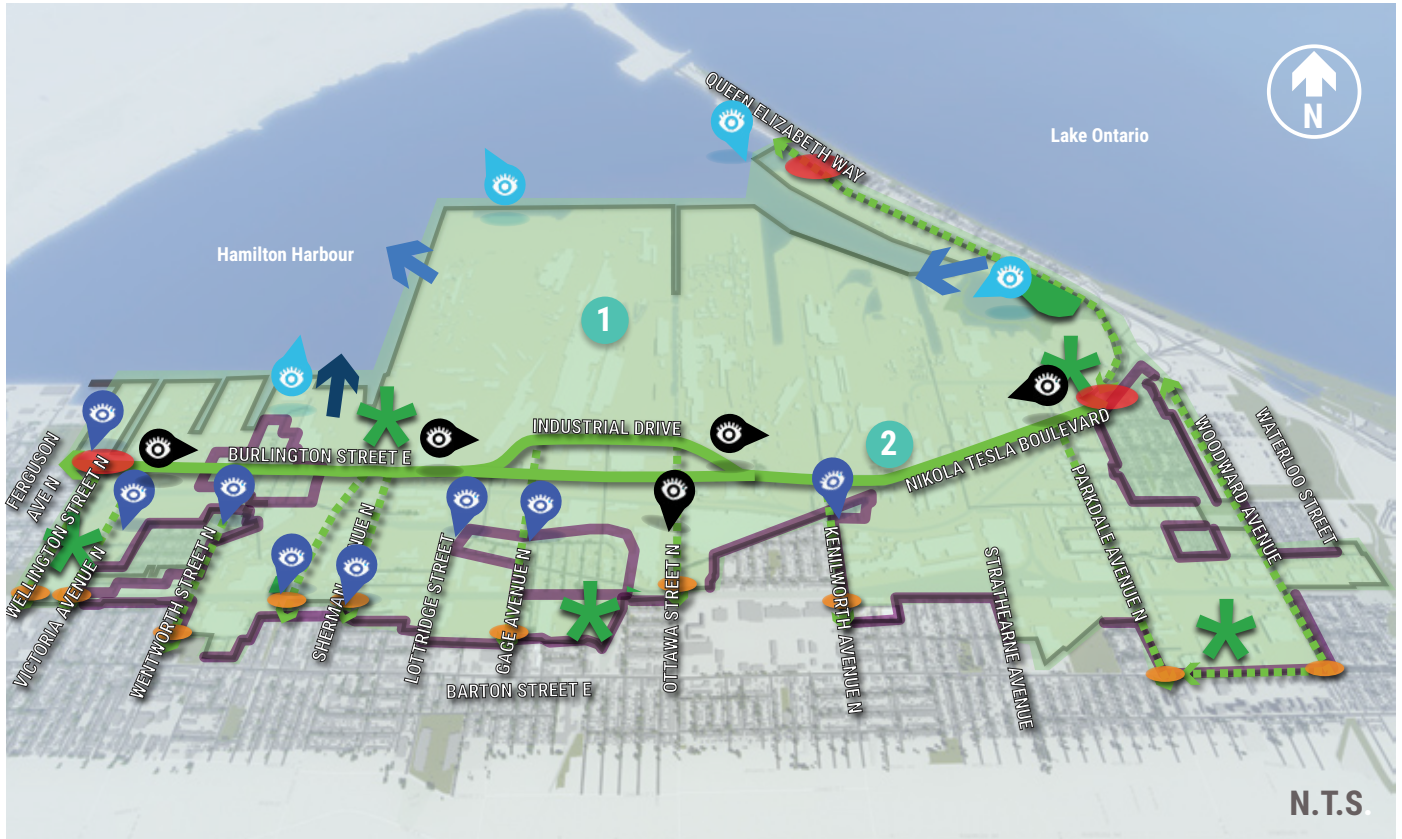 QUEEN ELIZABETH WAY
Lake Ontario
N
Hamilton Harbour
1
INDUSTRIAL DRIVE
2
BURLINGTON STREET E
NIKOLA TESLA BOULEVARD
FERGUSON
AVE N
WELLINGTON STREET N
VICTORIA AVENUE N
WENTWORTH STREET N
SHERMAN
NUE N
LOTTRIDGE STREET
GAGE AVENUE N
OTTAWA STREET N
KENILWORTH AVENUE N
STRATHEARNE AVENUE
PARKDALE AVENUE N
WOODWARD AVENUE
WATERLOO STREET
BARTON STREET E
N.T.S.